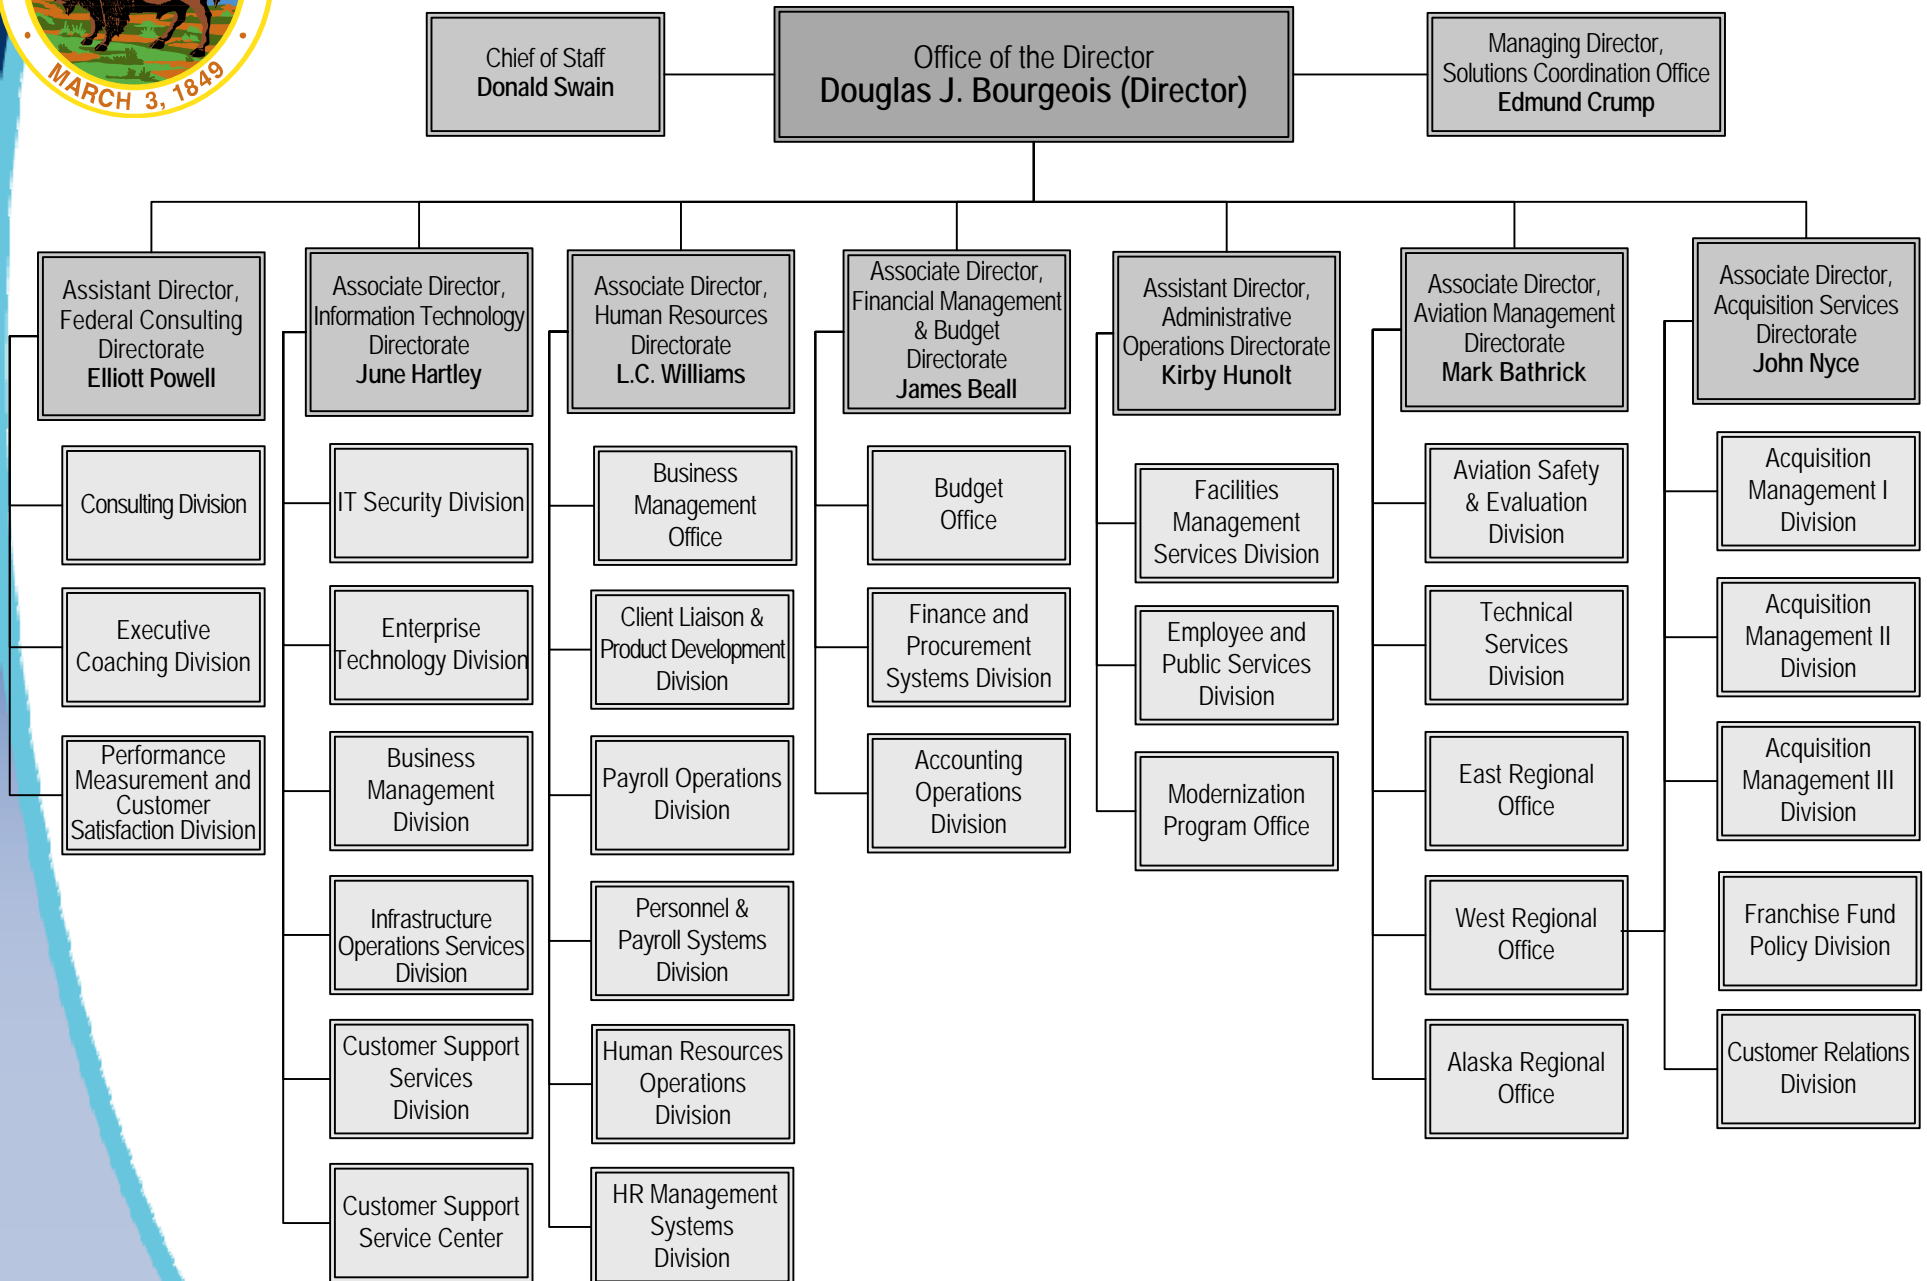 MARCH 3, 1849
Chief of Staff
Donald Swain
Office of the Director
Douglas J. Bourgeois (Director)
Managing Director,
Solutions Coordination Office
Edmund Crump
Assistant Director,
Federal Consulting
Directorate
Elliott Powell
Consulting Division
Executive
Coaching Division
Performance
Measurement and
Customer
Satisfaction Division
Associate Director,
Information Technology
Directorate
June Hartley
IT Security Division
Enterprise
Technology Division
Business
Management
Division
Infrastructure
Operations Services
Division
Customer Support
Services
Division
Customer Support
Service Center
Associate Director,
Human Resources
Directorate
L.C. Williams
Business
Management
Office
Client Liaison &
Product Development
Division
Payroll Operations
Division
Personnel &
Payroll Systems
Division
Human Resources
Operations
Division
HR Management
Systems
Division
Associate Director,
Financial Management
& Budget
Directorate
James Beall
Budget
Office
Finance and
Procurement
Systems Division
Accounting
Operations
Division
Assistant Director,
Administrative
Operations Directorate
Kirby Hunolt
Facilities
Management
Services Division
Employee and
Public Services
Division
Modernization
Program Office
Associate Director,
Aviation Management
Directorate
Mark Bathrick
Aviation Safety
& Evaluation
Division
Technical
Services
Division
East Regional
Office
West Regional
Office
Alaska Regional
Office
Associate Director,
Acquisition Services
Directorate
John Nyce
Acquisition
Management I
Division
Acquisition
Management II
Division
Acquisition
Management III
Division
Franchise Fund
Policy Division
Customer Relations
Division